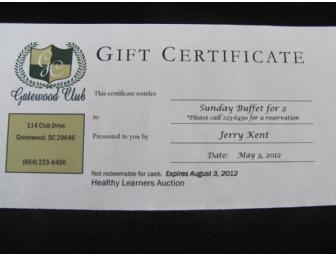 GC
Gatewood Club
114 Club Drive
Greenwood, SC 29646
(864) 223-6450
GIFT CERTIFICATE
This certificate enteles
Sunday Buffet for 2
to
*Please call 223-6450 for a reservation
Presented to you by
Jerry Kent
Date: May 3, 2012
Not redeemable for cash. Expires August 3, 2012
Healthy Learners Auction